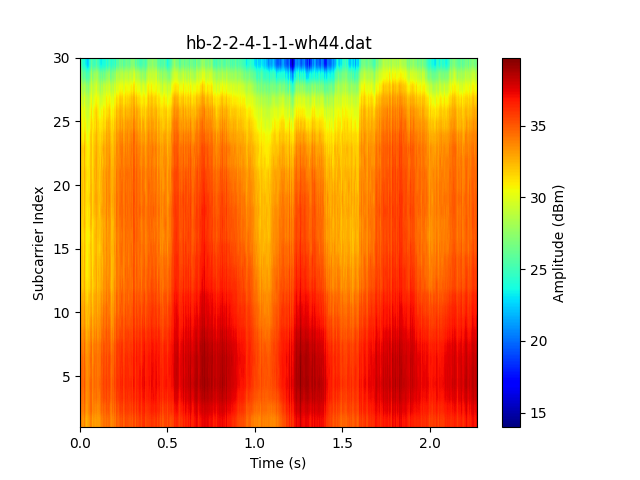 hb-2-2-4-1-1-wh44.dat
30
25
20
15
10
5
Subcarrier Index
0.0 0.5 1.0 1.5 2.0
Time (s)
35
30
25
20
15
Amplitude (dBm)